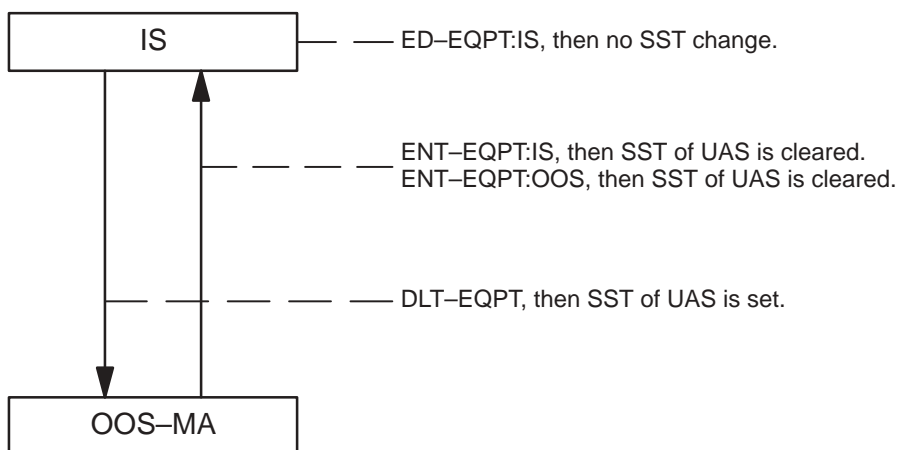 IS
ED–EQPT:IS, then no SST change.
ENT–EQPT:IS, then SST of UAS is cleared.
ENT–EQPT:OOS, then SST of UAS is cleared.
DLT–EQPT, then SST of UAS is set.
OOS–MA